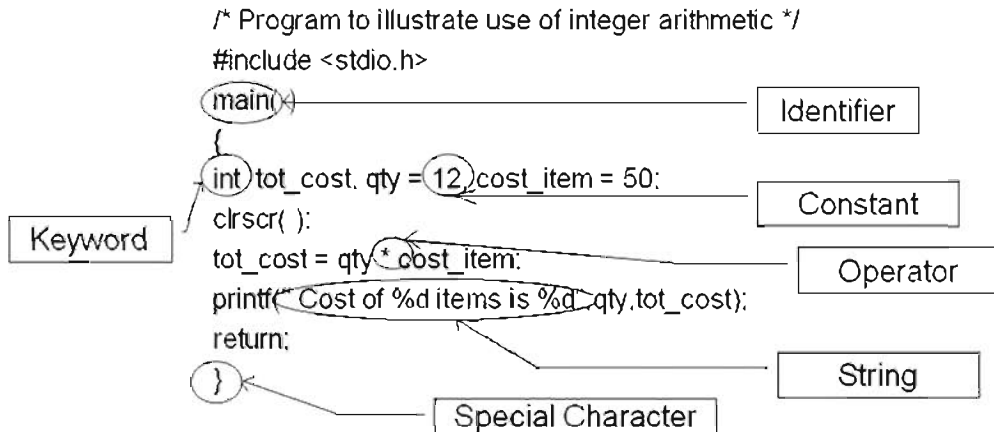 /* Program to illustrate use of integer arithmetic */
#include <stdio.h>
main()
Identifier
{
int tot_cost, qty = 12, cost_item = 50;
Constant
clrscr( );
Keyword
tot_cost = qty * cost_item;
Operator
printf(" Cost of %d items is %d",qty,tot_cost);
return;
String
}
Special Character